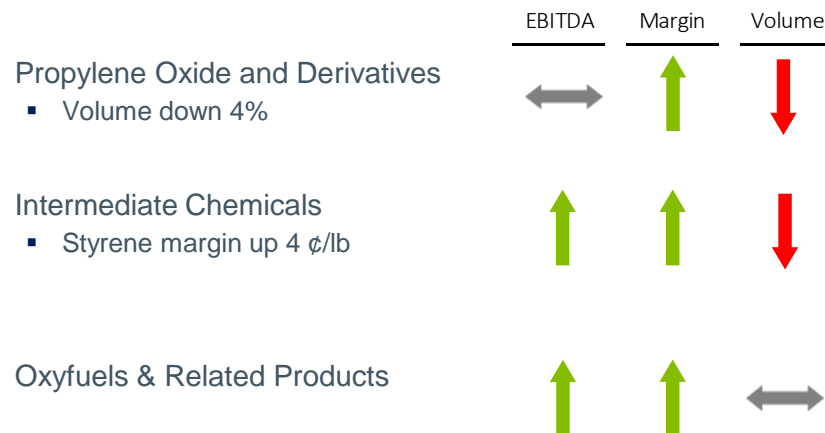 EBITDA Margin Volume
Propylene Oxide and Derivatives
▪ Volume down 4%
Intermediate Chemicals
▪ Styrene margin up 4 ¢/lb
Oxyfuels & Related Products